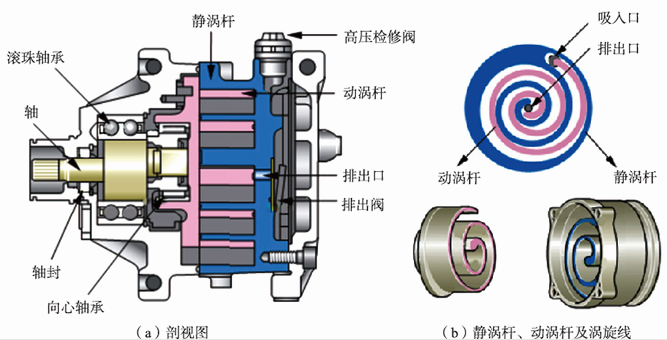 静涡杆
高压检修阀
滚珠轴承
动涡杆
轴
排出口
排出阀
轴封
向心轴承
(a)剖视图
吸入口
排出口
动涡杆
静涡杆
(b)静涡杆、动涡杆及涡旋线